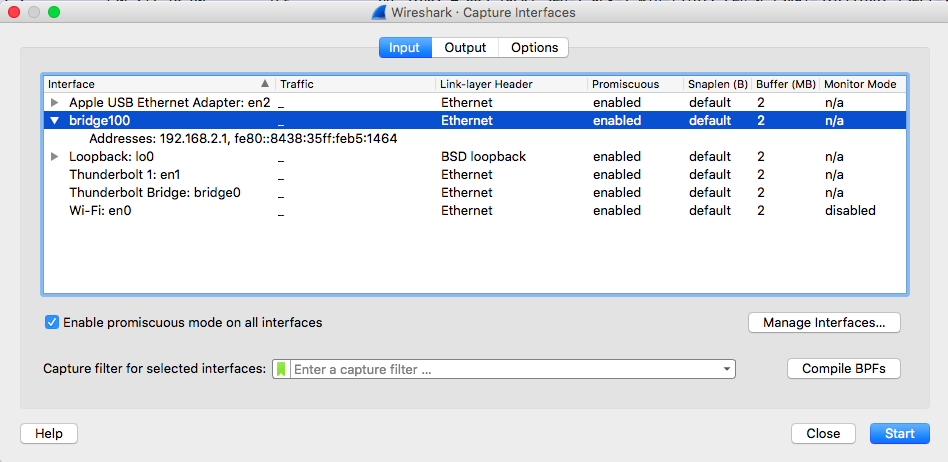 Wireshark · Capture Interfaces
Input Output Options
Interface Traffic Link-layer Header Promiscuous Snaplen (B) Buffer (MB) Monitor Mode
Apple USB Ethernet Adapter: en2 _ Ethernet enabled default 2 n/a
bridge100 _ Ethernet enabled default 2 n/a
Addresses: 192.168.2.1, fe80::8438:35ff:feb5:1464
Loopback: lo0 _ BSD loopback enabled default 2 n/a
Thunderbolt 1: en1 _ Ethernet enabled default 2 n/a
Thunderbolt Bridge: bridge0 _ Ethernet enabled default 2 n/a
Wi-Fi: en0 _ Ethernet enabled default 2 disabled
Enable promiscuous mode on all interfaces
Manage Interfaces...
Capture filter for selected interfaces: Enter a capture filter ... Compile BPFs
Help Close Start